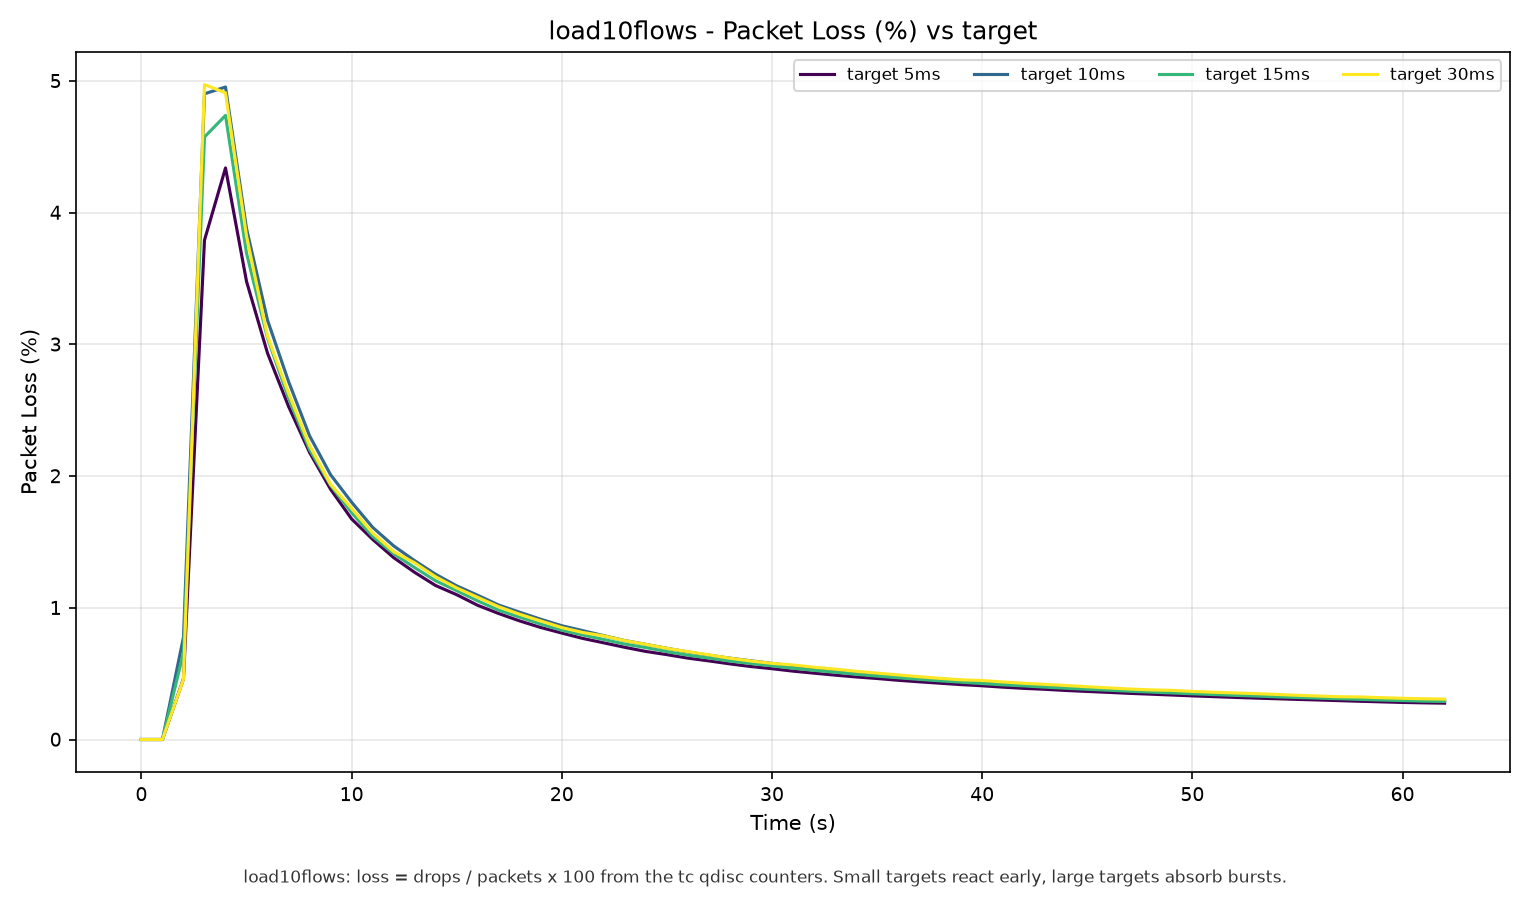 load10flows - Packet Loss (%) vs target
target 5ms target 10ms target 15ms target 30ms
Packet Loss (%)
5
4
3
2
1
0
0 10 20 30 40 50 60
Time (s)
load10flows: loss = drops / packets x 100 from the tc qdisc counters. Small targets react early, large targets absorb bursts.